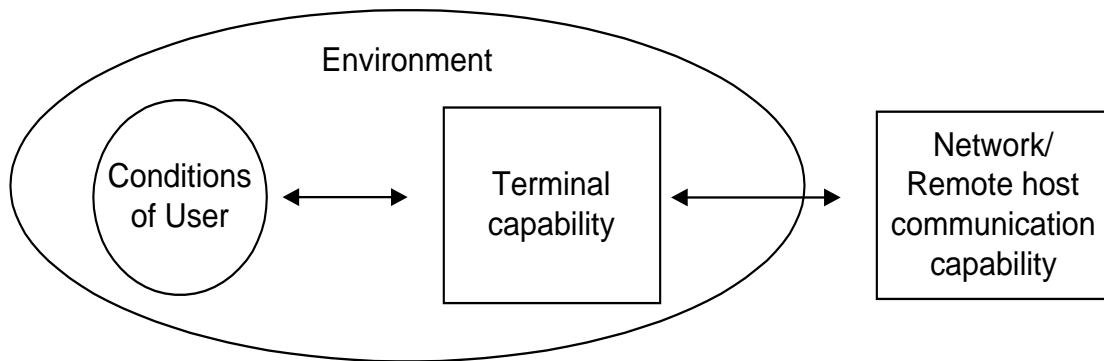 Environment
Conditions
of User
Terminal
capability
Network/
Remote host
communication
capability